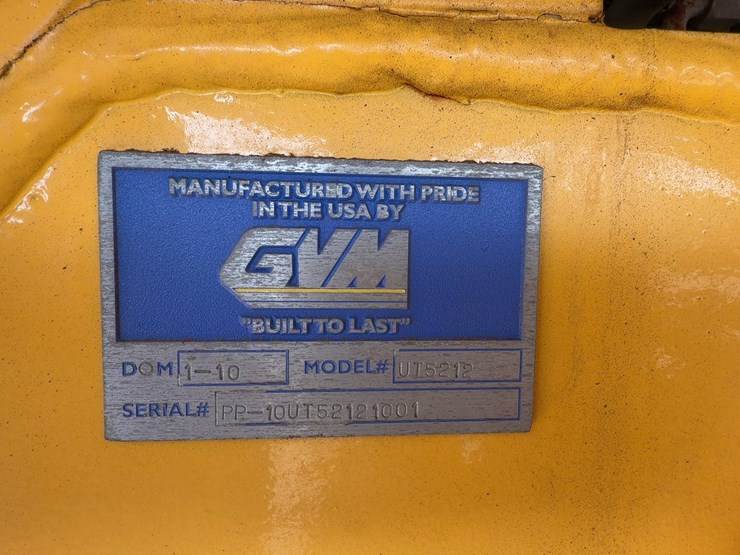 MANUFACTURED WITH PRIDE
IN THE USA BY
GVM
"BUILT TO LAST"
DOM 1-10 MODEL# UT5212
SERIAL# PP-10UT52121001